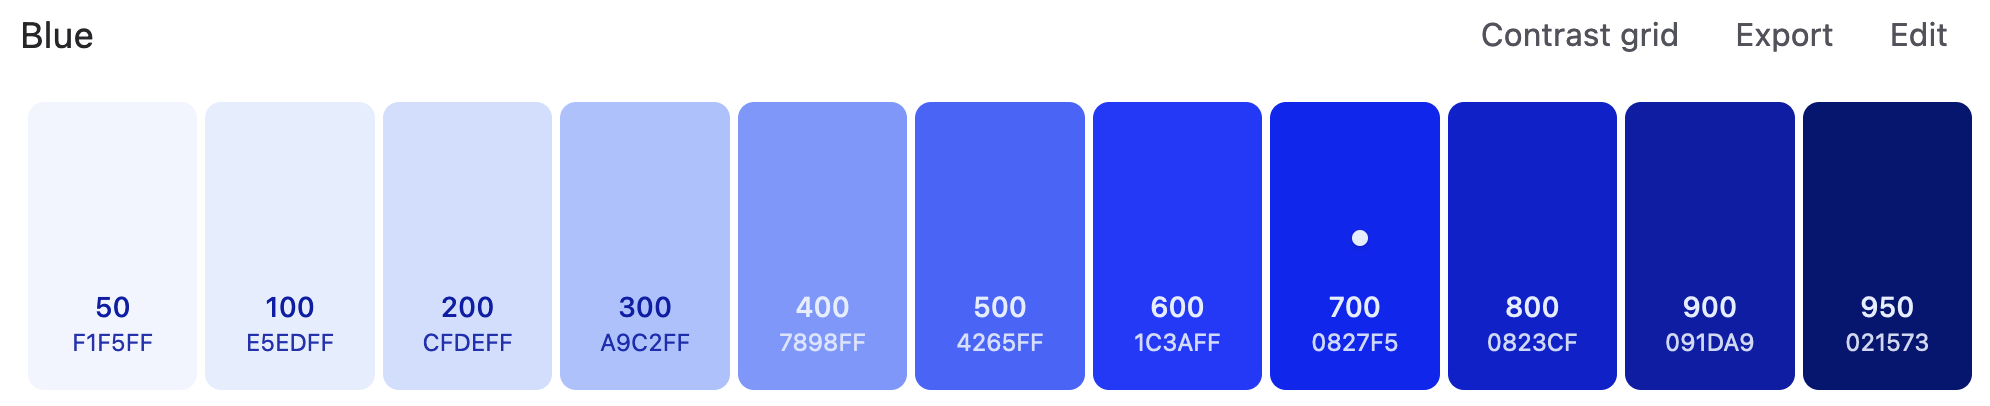 Blue
Contrast grid
Export
Edit
50
F1F5FF
100
E5EDFF
200
CFDEFF
300
A9C2FF
400
7898FF
500
4265FF
600
1C3AFF
700
0827F5
800
0823CF
900
091DA9
950
021573